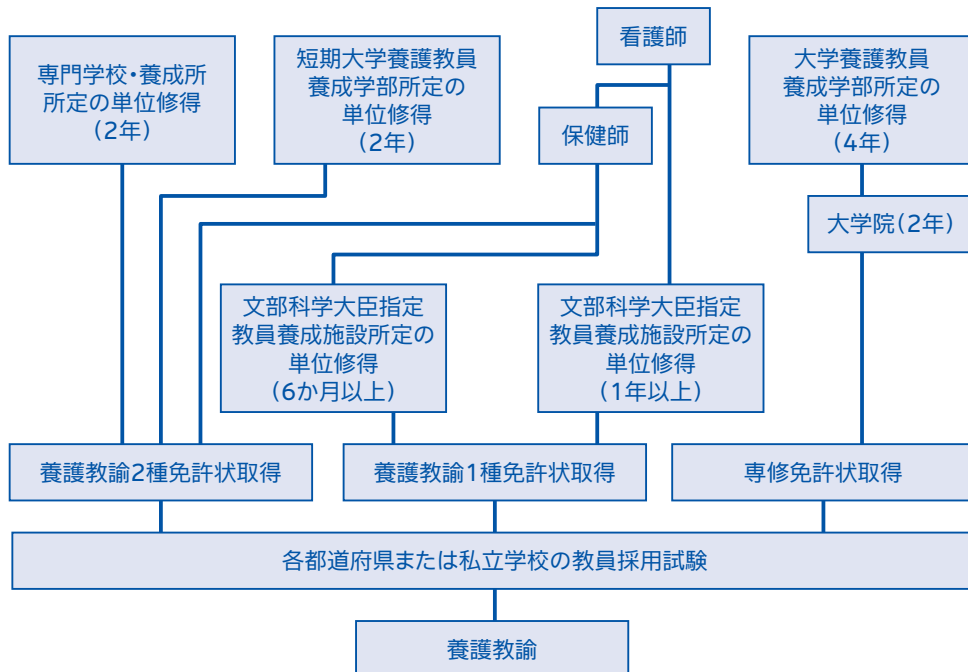 専門学校・養成所
所定の単位修得
(2年)
短期大学養護教員
養成学部所定の
単位修得
(2年)
看護師
保健師
大学養護教員
養成学部所定の
単位修得
(4年)
大学院(2年)
文部科学大臣指定
教員養成施設所定の
単位修得
(6か月以上)
文部科学大臣指定
教員養成施設所定の
単位修得
(1年以上)
養護教諭2種免許状取得
養護教諭1種免許状取得
専修免許状取得
各都道府県または私立学校の教員採用試験
養護教諭